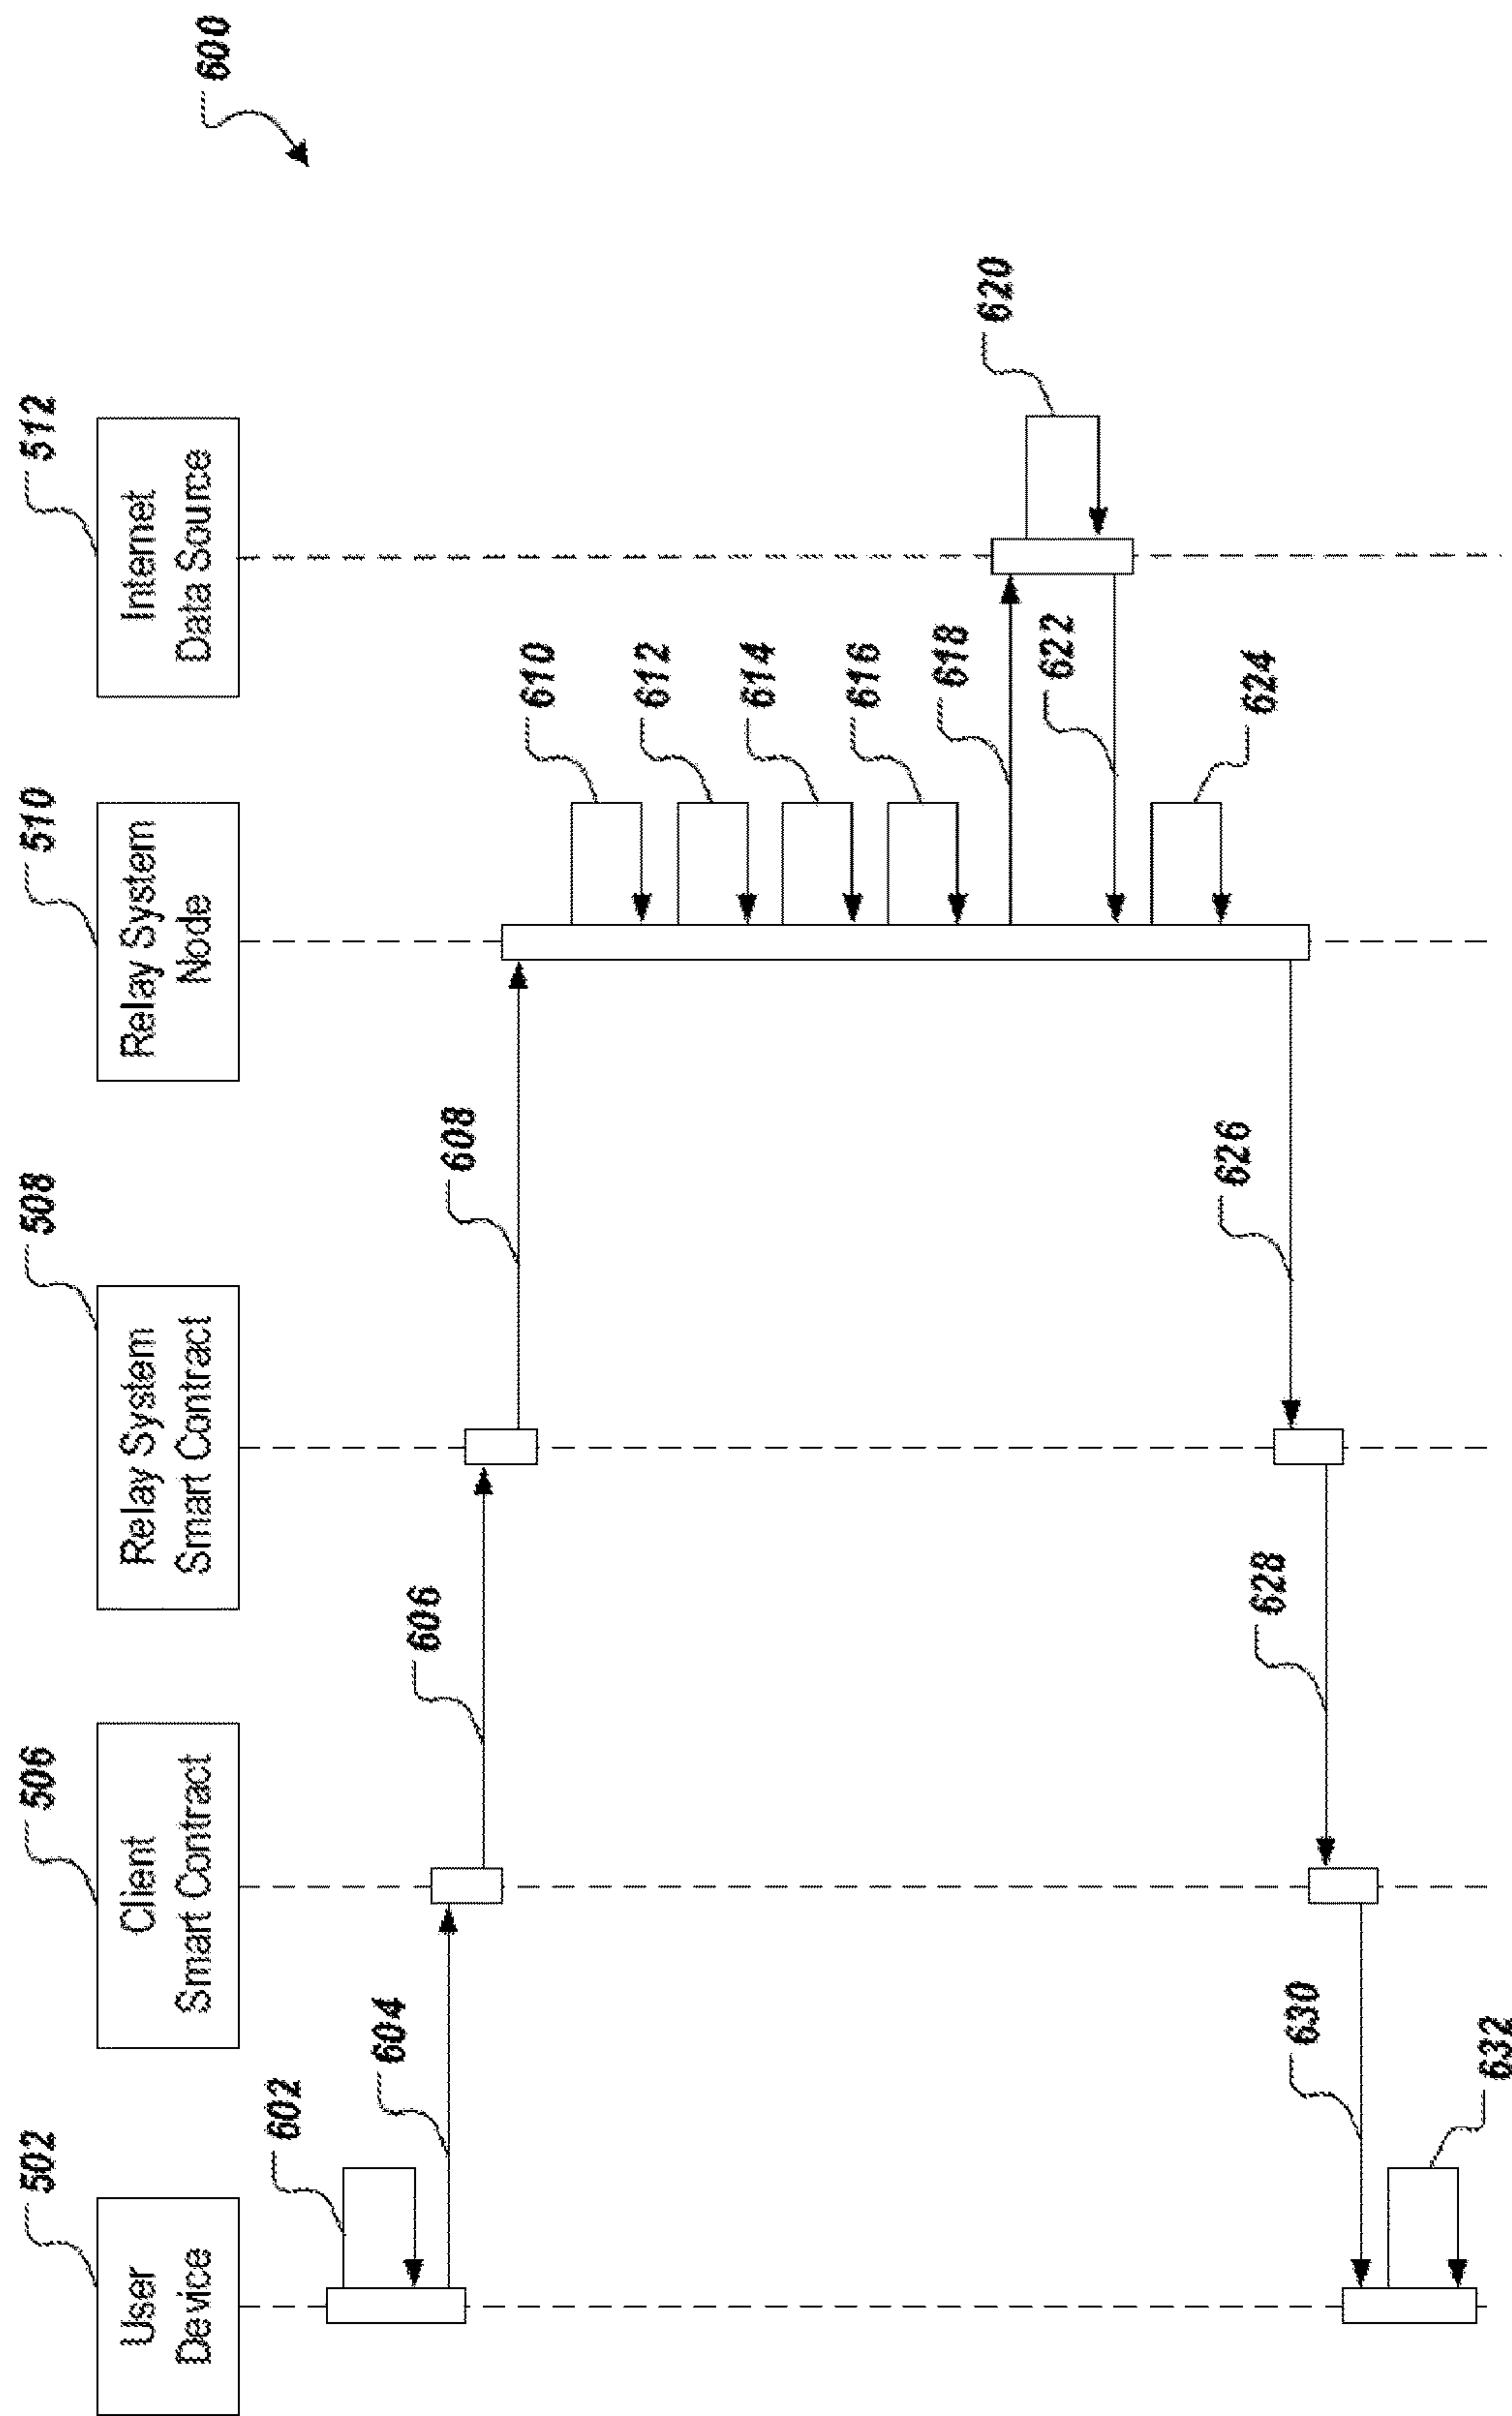 600
502
506
508
510
512
User
Device
Client
Smart Contract
Relay System
Smart Contract
Relay System
Node
Internet
Data Source
602
604
606
608
610
612
614
616
618
620
622
624
626
628
630
632